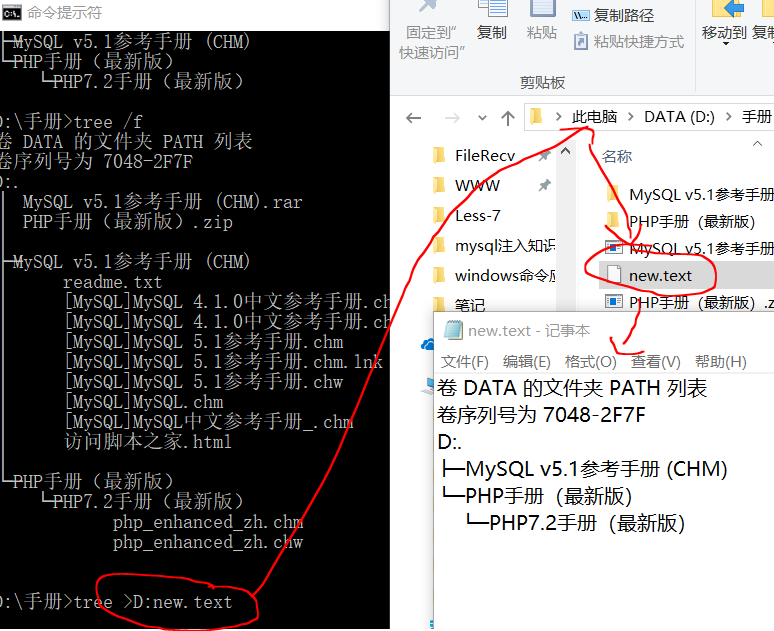 命令提示符
├─MySQL v5.1参考手册 (CHM)
└─PHP手册（最新版）
└─PHP7.2手册（最新版）
D:\手册>tree /f
卷 DATA 的文件夹 PATH 列表
卷序列号为 7048-2F7F
D:.
│ MySQL v5.1参考手册 (CHM).rar
│ PHP手册（最新版）.zip
├─MySQL v5.1参考手册 (CHM)
readme.txt
[MySQL]MySQL 4.1.0中文参考手册.ch
[MySQL]MySQL 4.1.0中文参考手册.ch
[MySQL]MySQL 5.1参考手册.chm
[MySQL]MySQL 5.1参考手册.chm.lnk
[MySQL]MySQL 5.1参考手册.chw
[MySQL]MySQL.chm
[MySQL]MySQL中文参考手册_.chm
访问脚本之家.html
└─PHP手册（最新版）
└─PHP7.2手册（最新版）
php_enhanced_zh.chm
php_enhanced_zh.chw
D:\手册>tree >D:new.text
固定到"
快速访问"
复制
粘贴
复制路径
粘贴快捷方式
移动到
复制
剪贴板
此电脑 > DATA (D:) > 手册
FileRecv
WWW
Less-7
mysql注入知识
windows命令应
笔记
名称
MySQL v5.1参考手册
PHP手册（最新版）
MySQL v5.1参考手册
new.text
PHP手册（最新版）.z
new.text - 记事本
文件(F) 编辑(E) 格式(O) 查看(V) 帮助(H)
卷 DATA 的文件夹 PATH 列表
卷序列号为 7048-2F7F
D:.
├─MySQL v5.1参考手册 (CHM)
└─PHP手册（最新版）
└─PHP7.2手册（最新版）